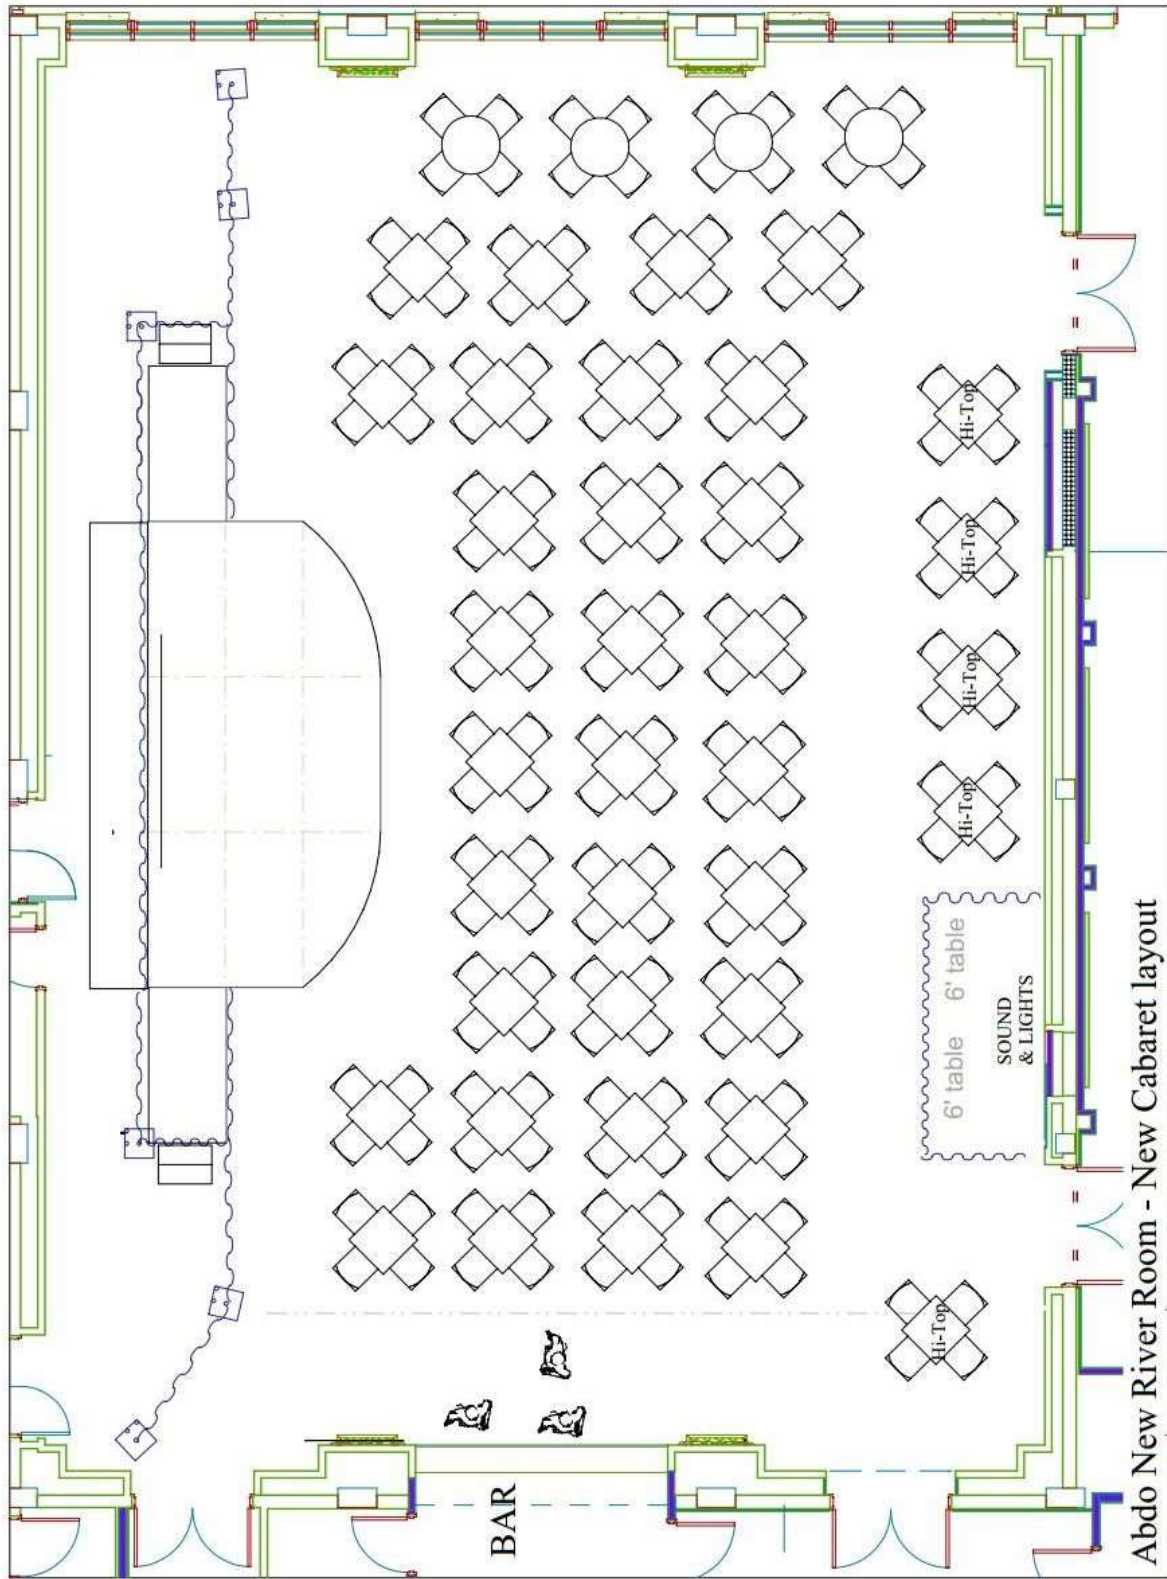 BAR
Hi-Top
Hi-Top
Hi-Top
Hi-Top
Hi-Top
6' table 6' table
SOUND
& LIGHTS
Abdo New River Room - New Cabaret layout